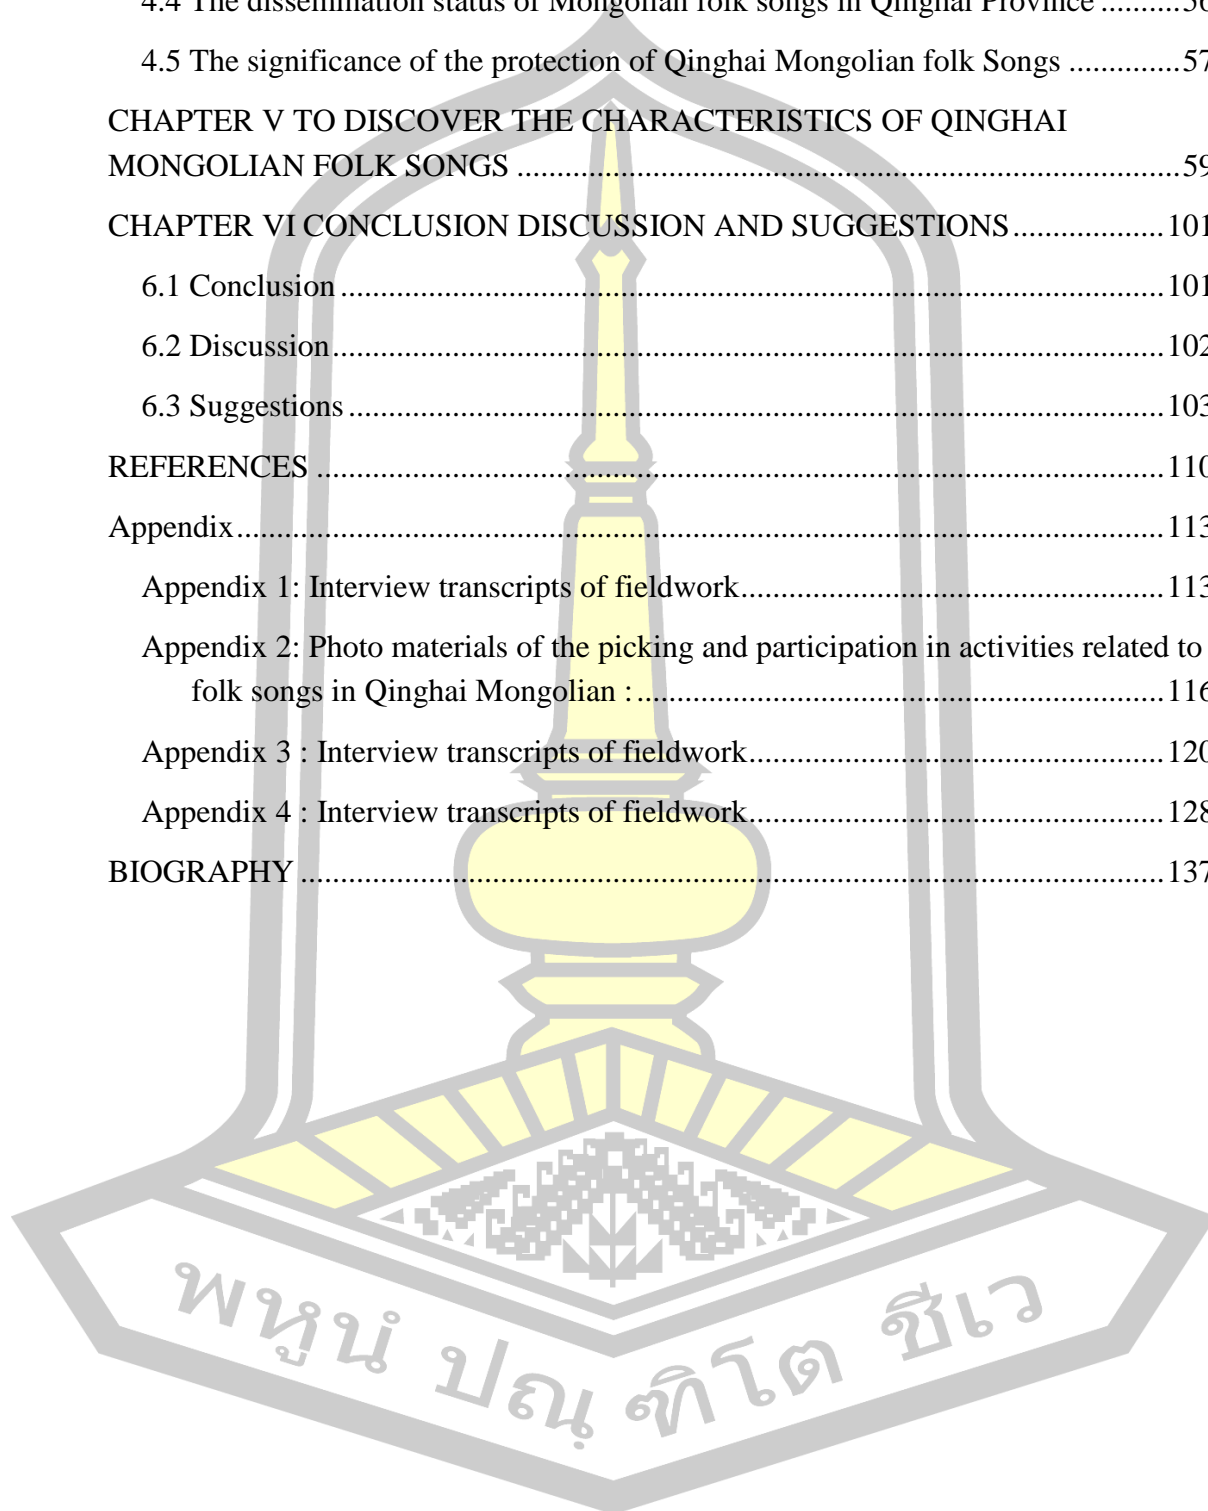 4.4 The dissemination status of Mongolian folk songs in Qinghai Province ..........56
4.5 The significance of the protection of Qinghai Mongolian folk Songs ..............57
CHAPTER V TO DISCOVER THE CHARACTERISTICS OF QINGHAI
MONGOLIAN FOLK SONGS ....................................................................................59
CHAPTER VI CONCLUSION DISCUSSION AND SUGGESTIONS...................101
6.1 Conclusion .......................................................................................................101
6.2 Discussion........................................................................................................102
6.3 Suggestions ......................................................................................................103
REFERENCES ..........................................................................................................110
Appendix....................................................................................................................113
Appendix 1: Interview transcripts of fieldwork.....................................................113
Appendix 2: Photo materials of the picking and participation in activities related to
folk songs in Qinghai Mongolian :..................................................................116
Appendix 3 : Interview transcripts of fieldwork....................................................120
Appendix 4 : Interview transcripts of fieldwork....................................................128
BIOGRAPHY ............................................................................................................137
พหูนํ ปณฺฑิโต ชีเว